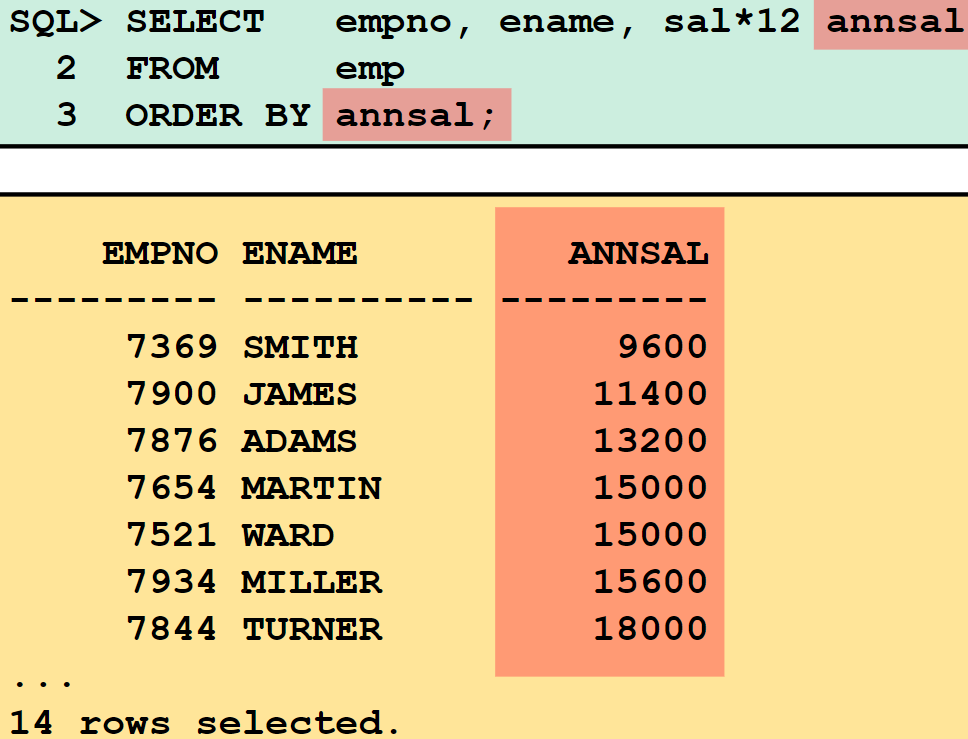 SQL> SELECT empno, ename, sal*12 annsal
2 FROM emp
3 ORDER BY annsal;
EMPNO ENAME ANNSAL
--------- ---------- ---------
7369 SMITH 9600
7900 JAMES 11400
7876 ADAMS 13200
7654 MARTIN 15000
7521 WARD 15000
7934 MILLER 15600
7844 TURNER 18000
...
14 rows selected.